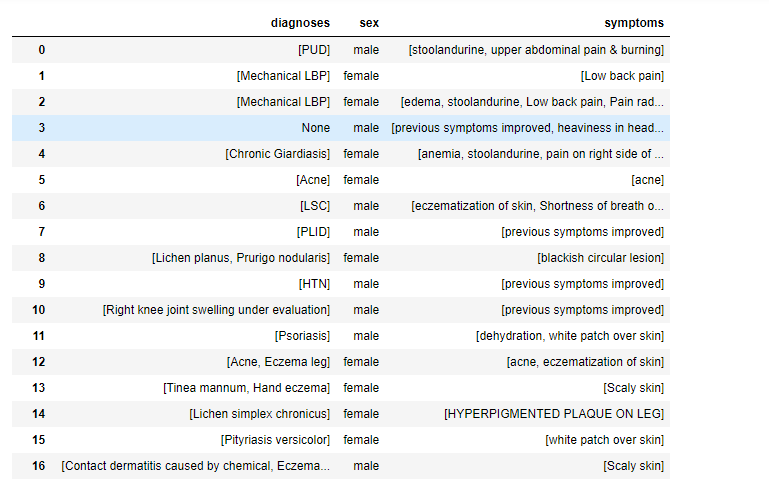 diagnoses sex symptoms
0 [PUD] male [stoolandurine, upper abdominal pain & burning]
1 [Mechanical LBP] female [Low back pain]
2 [Mechanical LBP] female [edema, stoolandurine, Low back pain, Pain rad...
3 None male [previous symptoms improved, heaviness in head...
4 [Chronic Giardiasis] female [anemia, stoolandurine, pain on right side of ...
5 [Acne] female [acne]
6 [LSC] male [eczematization of skin, Shortness of breath o...
7 [PLID] male [previous symptoms improved]
8 [Lichen planus, Prurigo nodularis] female [blackish circular lesion]
9 [HTN] male [previous symptoms improved]
10 [Right knee joint swelling under evaluation] male [previous symptoms improved]
11 [Psoriasis] male [dehydration, white patch over skin]
12 [Acne, Eczema leg] female [acne, eczematization of skin]
13 [Tinea mannum, Hand eczema] female [Scaly skin]
14 [Lichen simplex chronicus] female [HYPERPIGMENTED PLAQUE ON LEG]
15 [Pityriasis versicolor] female [white patch over skin]
16 [Contact dermatitis caused by chemical, Eczema... male [Scaly skin]